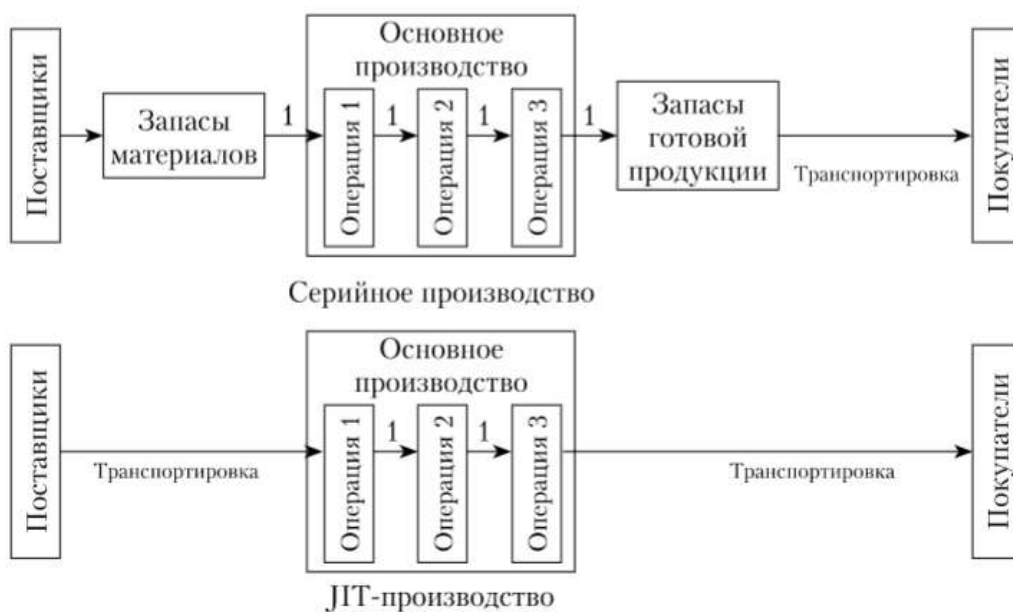 Поставщики
Запасы
материалов
1
Основное
производство
Операция 1
1
Операция 2
1
Операция 3
1
Запасы
готовой
продукции
Транспортировка
Покупатели
Серийное производство
Поставщики
Транспортировка
Основное
производство
Операция 1
1
Операция 2
1
Операция 3
Транспортировка
Покупатели
JIT-производство